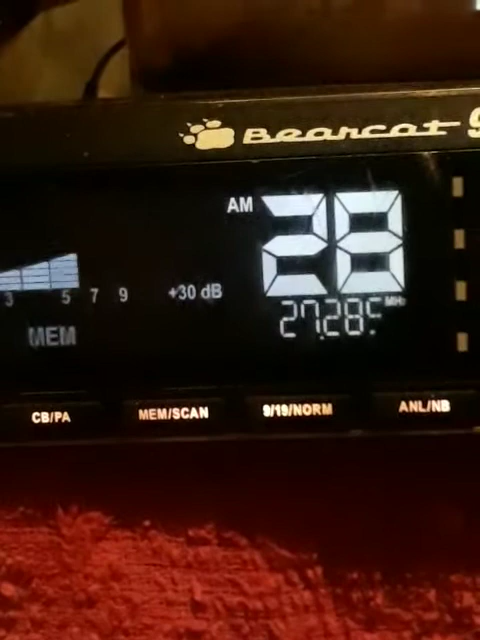 Bearcat 9
AM 28
3 5 7 9 +30 dB
27.285 MHz
MEM
CB/PA MEM/SCAN 9/19/NORM ANL/NB